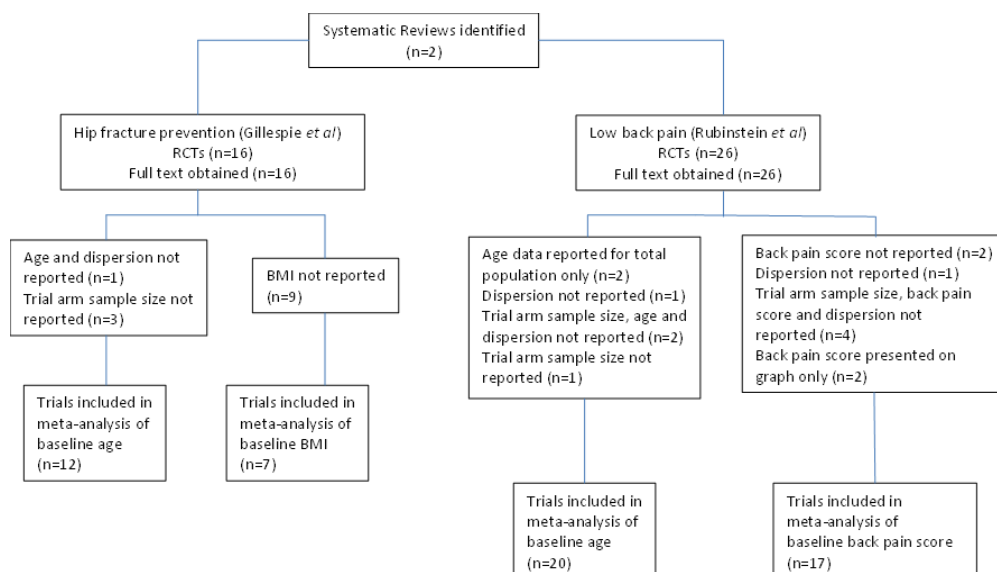 Systematic Reviews identified
(n=2)
Hip fracture prevention (Gillespie et al)
RCTs (n=16)
Full text obtained (n=16)
Low back pain (Rubinstein et al)
RCTs (n=26)
Full text obtained (n=26)
Age and dispersion not
reported (n=1)
Trial arm sample size not
reported (n=3)
BMI not reported
(n=9)
Age data reported for total
population only (n=2)
Dispersion not reported (n=1)
Trial arm sample size, age and
dispersion not reported (n=2)
Trial arm sample size not
reported (n=1)
Back pain score not reported (n=2)
Dispersion not reported (n=1)
Trial arm sample size, back pain
score and dispersion not
reported (n=4)
Back pain score presented on
graph only (n=2)
Trials included in
meta-analysis of
baseline age
(n=12)
Trials included in
meta-analysis of
baseline BMI
(n=7)
Trials included in
meta-analysis of
baseline age
(n=20)
Trials included in
meta-analysis of
baseline back pain score
(n=17)